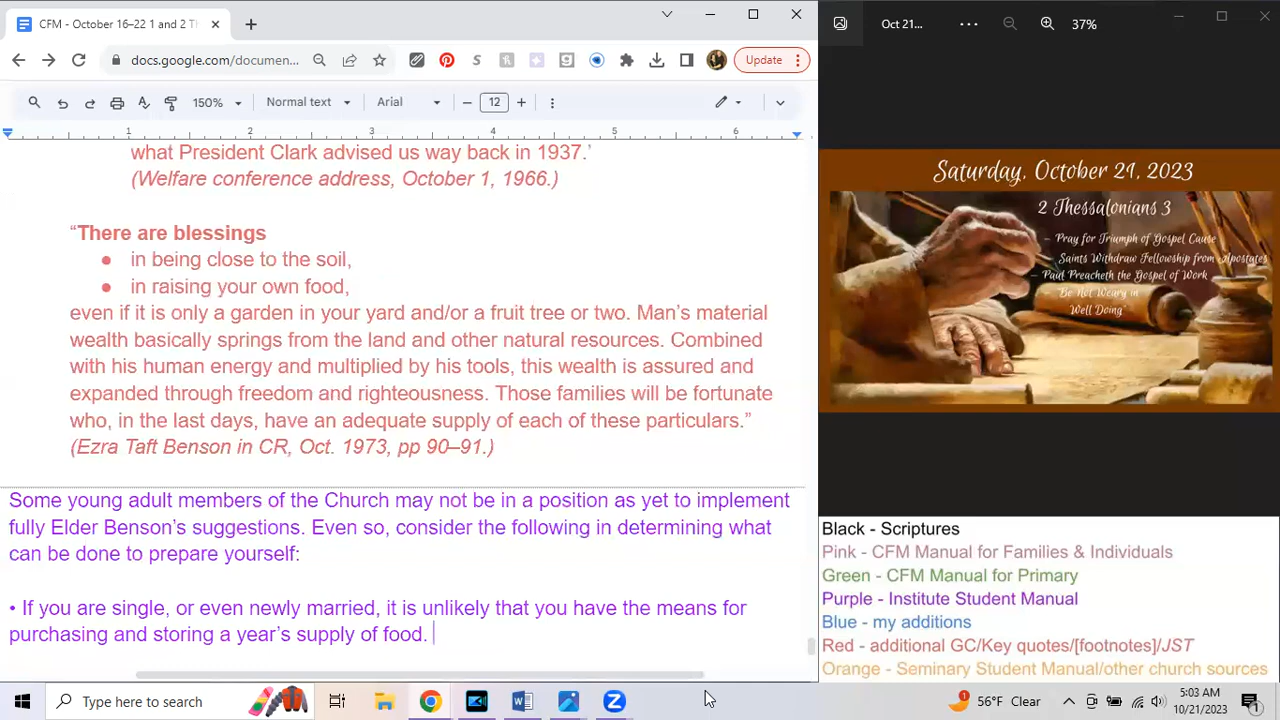 CFM - October 16–22 1 and 2 Th
docs.google.com/documen...
Update
150%
Normal text
Arial
12
1 2 3 4 5 6
what President Clark advised us way back in 1937.'
(Welfare conference address, October 1, 1966.)
“There are blessings
● in being close to the soil,
● in raising your own food,
even if it is only a garden in your yard and/or a fruit tree or two. Man’s material
wealth basically springs from the land and other natural resources. Combined
with his human energy and multiplied by his tools, this wealth is assured and
expanded through freedom and righteousness. Those families will be fortunate
who, in the last days, have an adequate supply of each of these particulars.”
(Ezra Taft Benson in CR, Oct. 1973, pp 90–91.)
Some young adult members of the Church may not be in a position as yet to implement
fully Elder Benson’s suggestions. Even so, consider the following in determining what
can be done to prepare yourself:
• If you are single, or even newly married, it is unlikely that you have the means for
purchasing and storing a year’s supply of food.
Oct 21...
37%
Saturday, October 21, 2023
2 Thessalonians 3
- Pray for Triumph of Gospel Cause
Saints Withdraw Fellowship from Apostates
- Paul Preacheth the Gospel of Work
- "Be Not Weary in
Well Doing"
Black - Scriptures
Pink - CFM Manual for Families & Individuals
Green - CFM Manual for Primary
Purple - Institute Student Manual
Blue - my additions
Red - additional GC/Key quotes/[footnotes]/JST
Orange - Seminary Student Manual/other church sources
Type here to search
1
56°F Clear
5:03 AM
10/21/2023
1